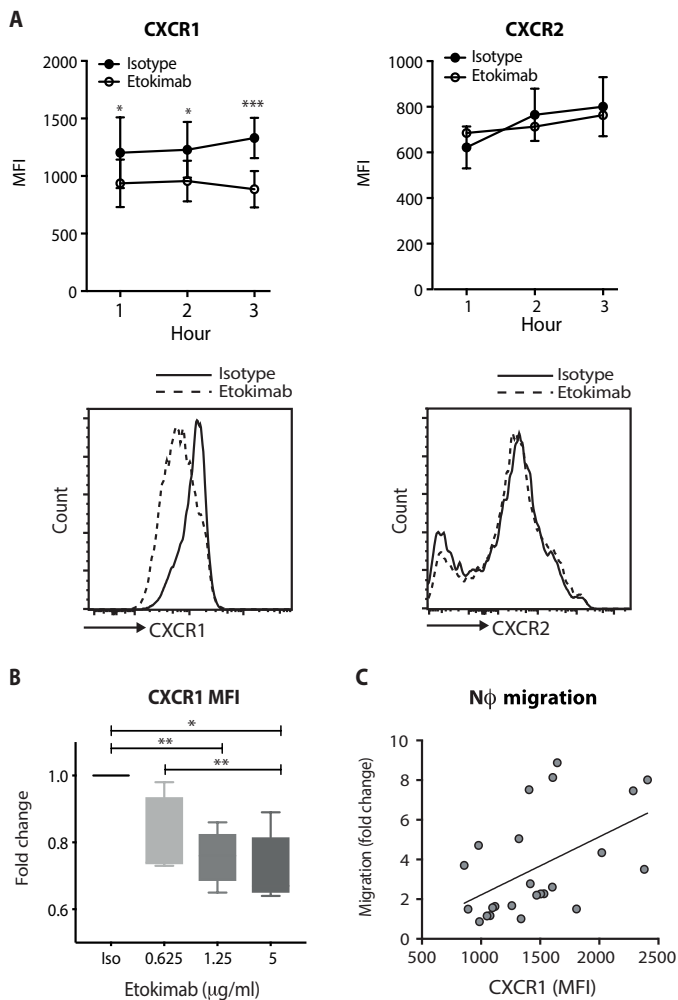 A
CXCR1
CXCR2
2000
1500
1000
500
0
MFI
Isotype
Etokimab
*
*
***
1
2
3
Hour
1000
800
600
400
200
0
MFI
Isotype
Etokimab
1
2
3
Hour
Isotype
Etokimab
Count
CXCR1
Isotype
Etokimab
Count
CXCR2
B
CXCR1 MFI
*
**
**
1.0
0.8
0.6
Fold change
Iso
0.625
1.25
5
Etokimab (μg/ml)
C
Nϕ migration
10
8
6
4
2
0
Migration (fold change)
500
1000
1500
2000
2500
CXCR1 (MFI)